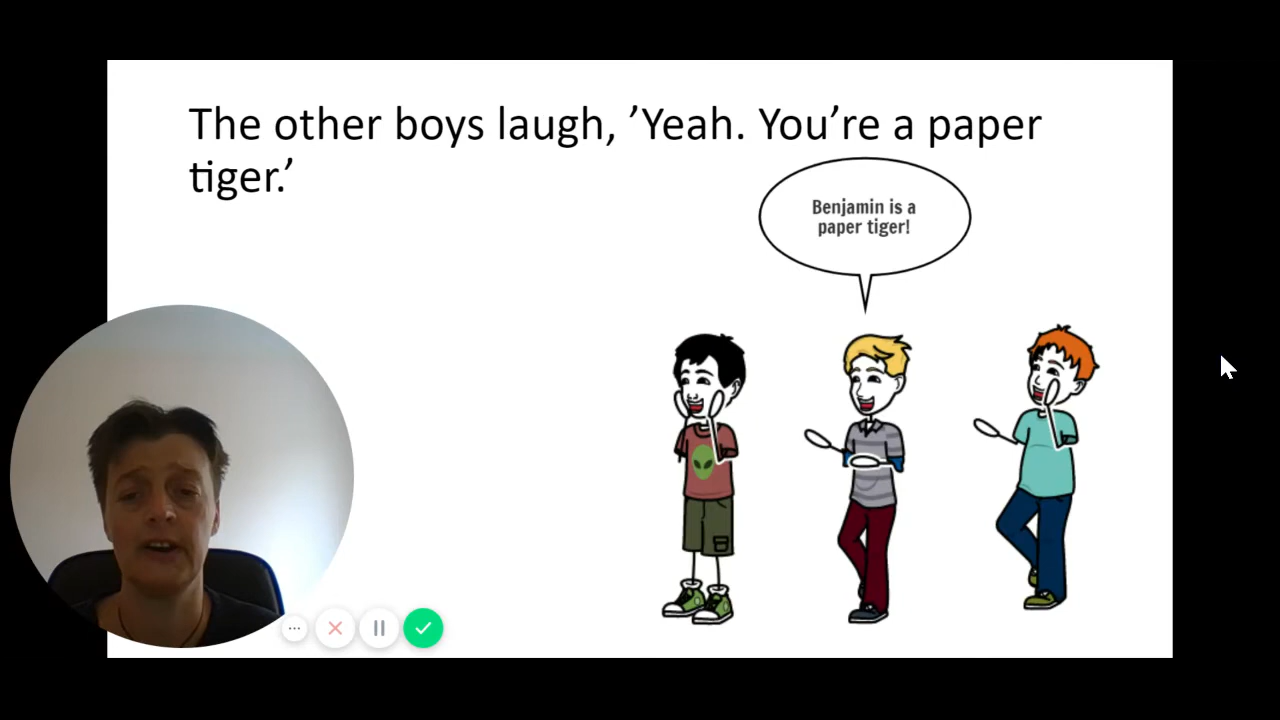 The other boys laugh, ’Yeah. You’re a paper
tiger.’
Benjamin is a
paper tiger!